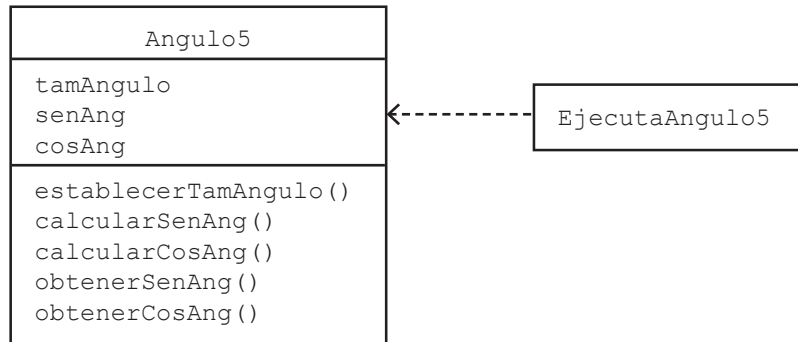 Angulo5
tamAngulo
senAng
cosAng
establecerTamAngulo()
calcularSenAng()
calcularCosAng()
obtenerSenAng()
obtenerCosAng()
EjecutaAngulo5